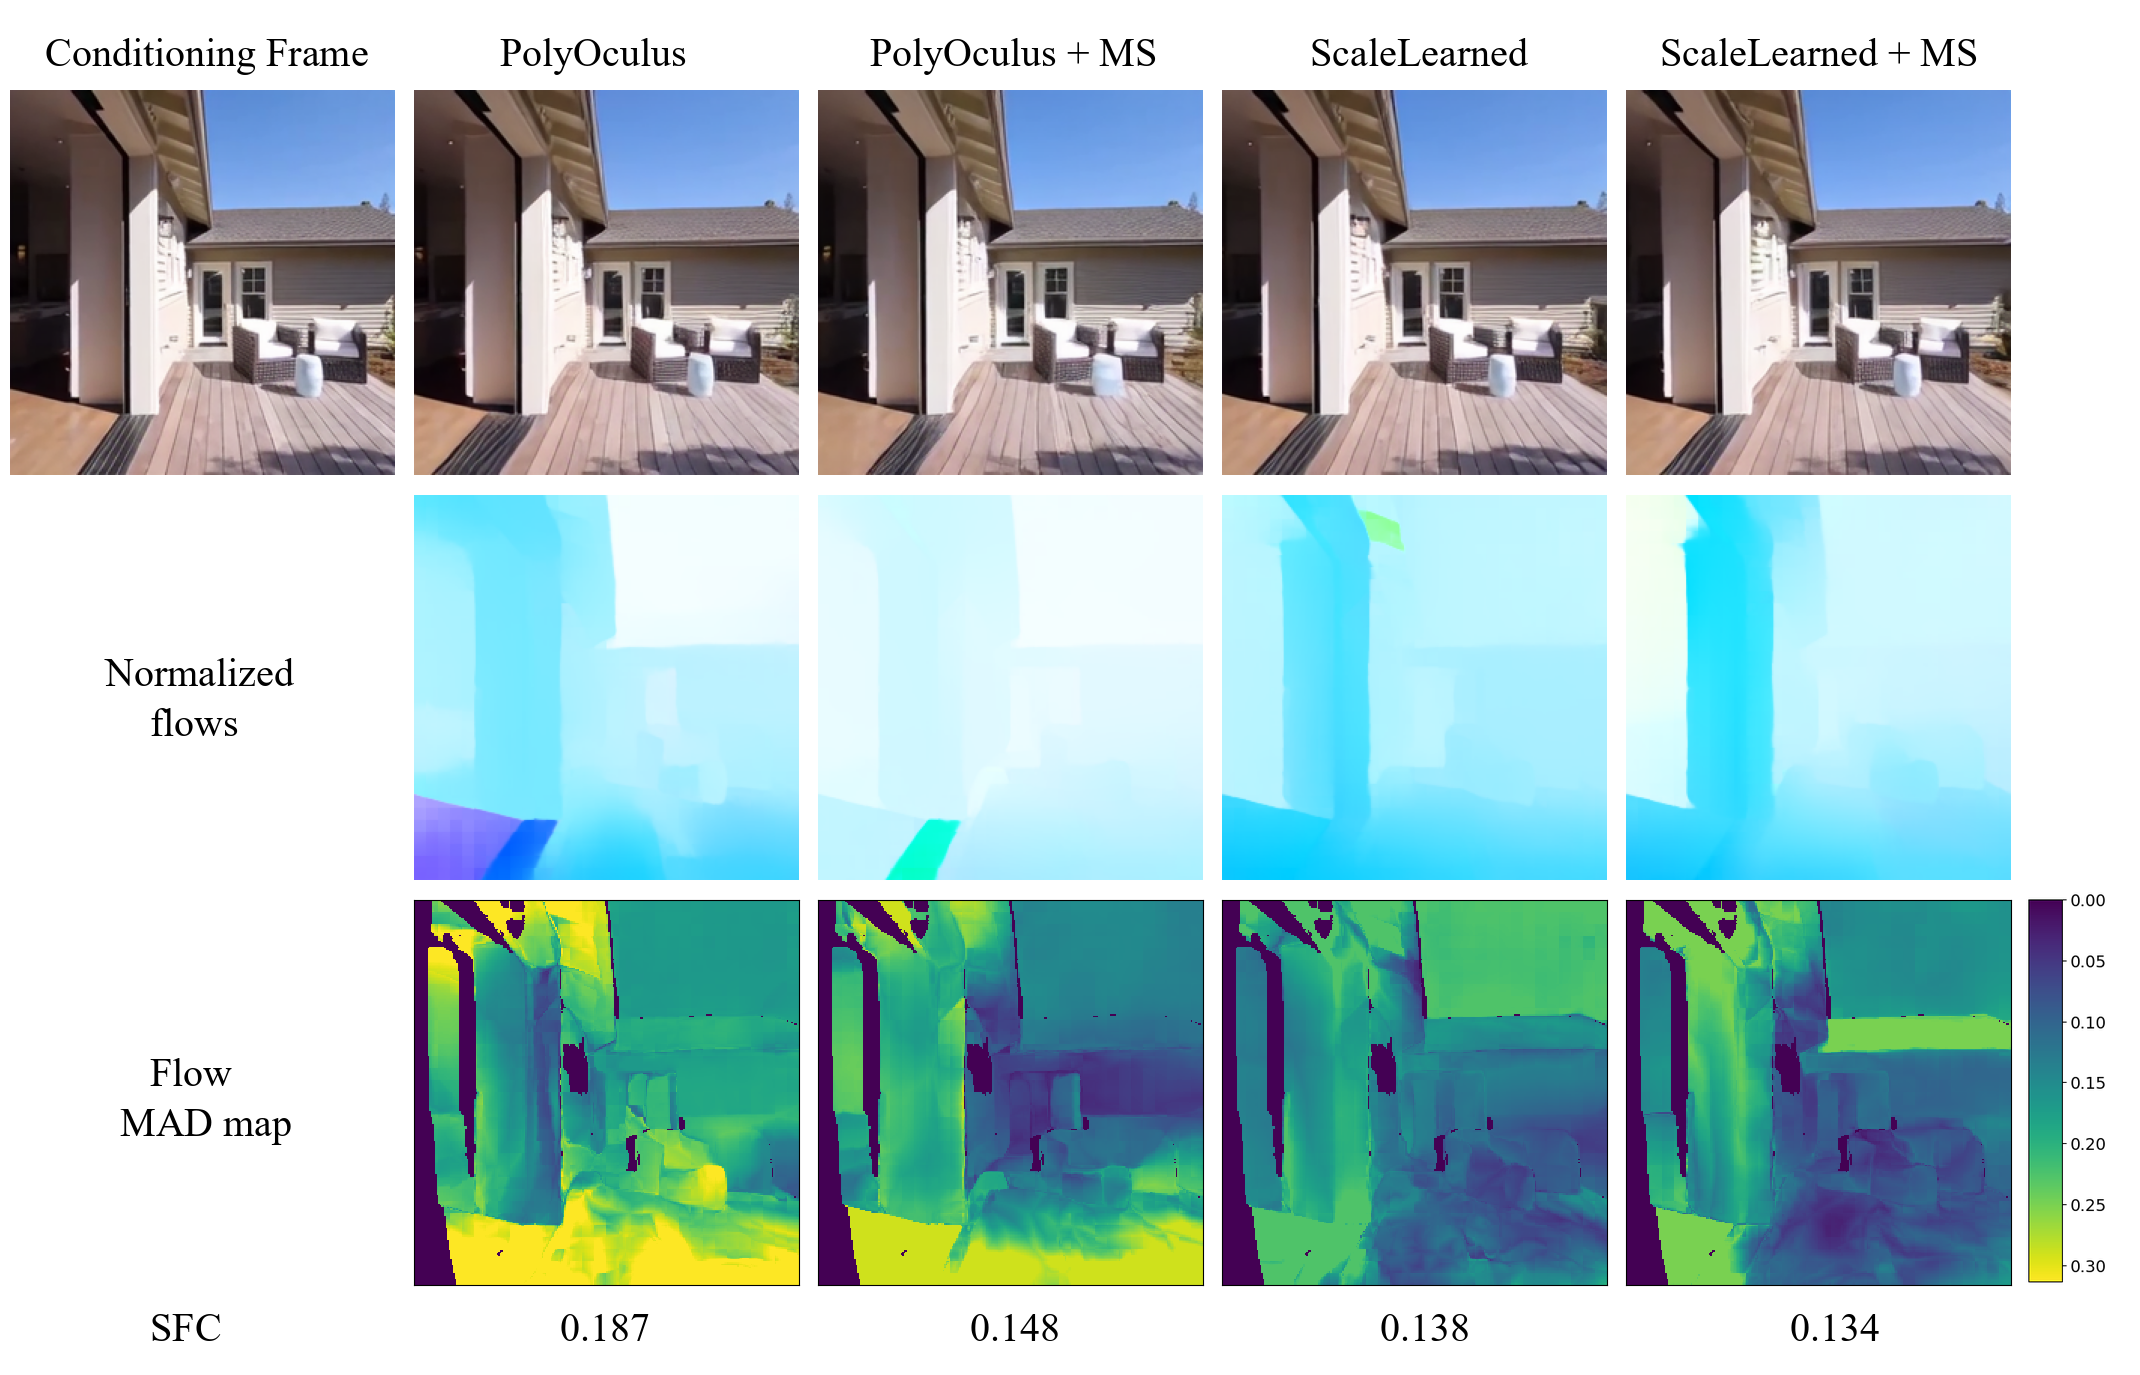 Conditioning Frame
PolyOculus
PolyOculus + MS
ScaleLearned
ScaleLearned + MS
Normalized
flows
Flow
MAD map
0.00
0.05
0.10
0.15
0.20
0.25
0.30
SFC
0.187
0.148
0.138
0.134